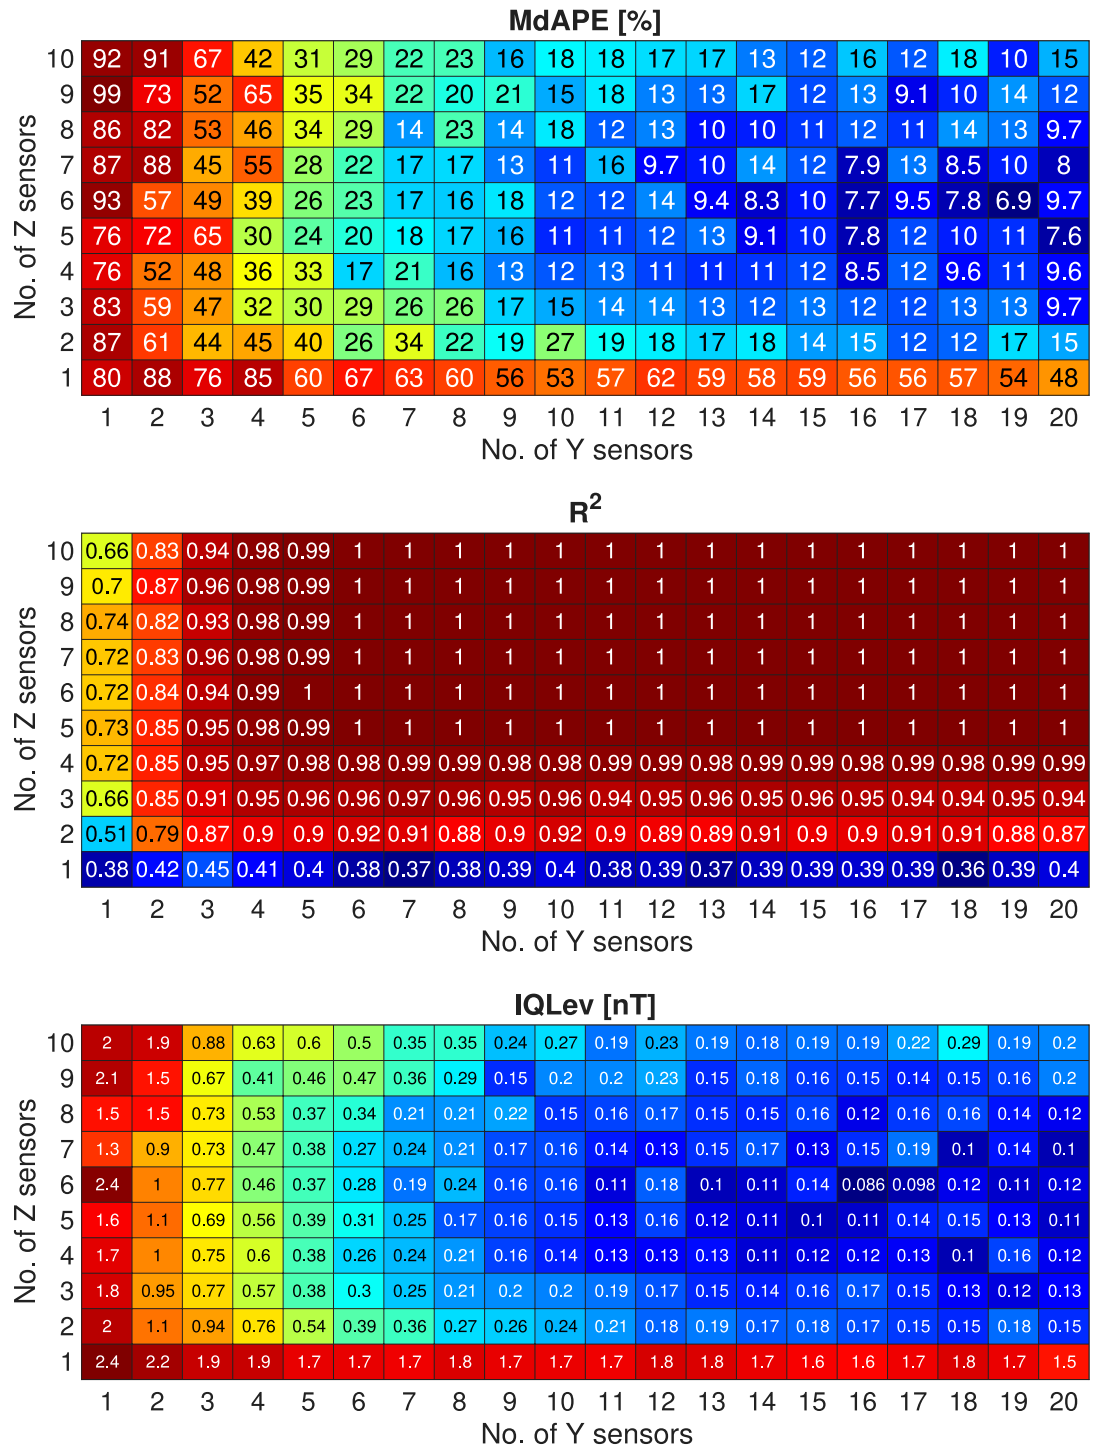 MdAPE [%]
No. of Z sensors
10 92 91 67 42 31 29 22 23 16 18 18 17 17 13 12 16 12 18 10 15
9 99 73 52 65 35 34 22 20 21 15 18 13 13 17 12 13 9.1 10 14 12
8 86 82 53 46 34 29 14 23 14 18 12 13 10 10 11 12 11 14 13 9.7
7 87 88 45 55 28 22 17 17 13 11 16 9.7 10 14 12 7.9 13 8.5 10 8
6 93 57 49 39 26 23 17 16 18 12 12 14 9.4 8.3 10 7.7 9.5 7.8 6.9 9.7
5 76 72 65 30 24 20 18 17 16 11 11 12 13 9.1 10 7.8 12 10 11 7.6
4 76 52 48 36 33 17 21 16 13 12 13 11 11 11 12 8.5 12 9.6 11 9.6
3 83 59 47 32 30 29 26 26 17 15 14 14 13 12 13 12 12 13 13 9.7
2 87 61 44 45 40 26 34 22 19 27 19 18 17 18 14 15 12 12 17 15
1 80 88 76 85 60 67 63 60 56 53 57 62 59 58 59 56 56 57 54 48
1 2 3 4 5 6 7 8 9 10 11 12 13 14 15 16 17 18 19 20
No. of Y sensors
R²
No. of Z sensors
10 0.66 0.83 0.94 0.98 0.99 1 1 1 1 1 1 1 1 1 1 1 1 1 1 1
9 0.7 0.87 0.96 0.98 0.99 1 1 1 1 1 1 1 1 1 1 1 1 1 1 1
8 0.74 0.82 0.93 0.98 0.99 1 1 1 1 1 1 1 1 1 1 1 1 1 1 1
7 0.72 0.83 0.96 0.98 0.99 1 1 1 1 1 1 1 1 1 1 1 1 1 1 1
6 0.72 0.84 0.94 0.99 1 1 1 1 1 1 1 1 1 1 1 1 1 1 1 1
5 0.73 0.85 0.95 0.98 0.99 1 1 1 1 1 1 1 1 1 1 1 1 1 1 1
4 0.72 0.85 0.95 0.97 0.98 0.98 0.99 0.99 0.98 0.98 0.99 0.99 0.98 0.99 0.99 0.98 0.99 0.98 0.99 0.99
3 0.66 0.85 0.91 0.95 0.96 0.96 0.97 0.96 0.95 0.96 0.94 0.95 0.96 0.95 0.96 0.95 0.94 0.94 0.95 0.94
2 0.51 0.79 0.87 0.9 0.9 0.92 0.91 0.88 0.9 0.92 0.9 0.89 0.89 0.91 0.9 0.9 0.91 0.91 0.88 0.87
1 0.38 0.42 0.45 0.41 0.4 0.38 0.37 0.38 0.39 0.4 0.38 0.39 0.37 0.39 0.39 0.39 0.39 0.36 0.39 0.4
1 2 3 4 5 6 7 8 9 10 11 12 13 14 15 16 17 18 19 20
No. of Y sensors
IQLev [nT]
No. of Z sensors
10 2 1.9 0.88 0.63 0.6 0.5 0.35 0.35 0.24 0.27 0.19 0.23 0.19 0.18 0.19 0.19 0.22 0.29 0.19 0.2
9 2.1 1.5 0.67 0.41 0.46 0.47 0.36 0.29 0.15 0.2 0.2 0.23 0.15 0.18 0.16 0.15 0.14 0.15 0.16 0.2
8 1.5 1.5 0.73 0.53 0.37 0.34 0.21 0.21 0.22 0.15 0.16 0.17 0.15 0.15 0.16 0.12 0.16 0.16 0.14 0.12
7 1.3 0.9 0.73 0.47 0.38 0.27 0.24 0.21 0.17 0.16 0.14 0.13 0.15 0.17 0.13 0.15 0.19 0.1 0.14 0.1
6 2.4 1 0.77 0.46 0.37 0.28 0.19 0.24 0.16 0.16 0.11 0.18 0.1 0.11 0.14 0.086 0.098 0.12 0.11 0.12
5 1.6 1.1 0.69 0.56 0.39 0.31 0.25 0.17 0.16 0.15 0.13 0.16 0.12 0.11 0.1 0.11 0.14 0.15 0.13 0.11
4 1.7 1 0.75 0.6 0.38 0.26 0.24 0.21 0.16 0.14 0.13 0.13 0.13 0.11 0.12 0.12 0.13 0.1 0.16 0.12
3 1.8 0.95 0.77 0.57 0.38 0.3 0.25 0.21 0.2 0.2 0.19 0.17 0.15 0.14 0.16 0.17 0.15 0.13 0.12 0.13
2 2 1.1 0.94 0.76 0.54 0.39 0.36 0.27 0.26 0.24 0.21 0.18 0.19 0.17 0.18 0.17 0.15 0.15 0.18 0.15
1 2.4 2.2 1.9 1.9 1.7 1.7 1.7 1.8 1.7 1.7 1.7 1.8 1.8 1.7 1.6 1.6 1.7 1.8 1.7 1.5
1 2 3 4 5 6 7 8 9 10 11 12 13 14 15 16 17 18 19 20
No. of Y sensors